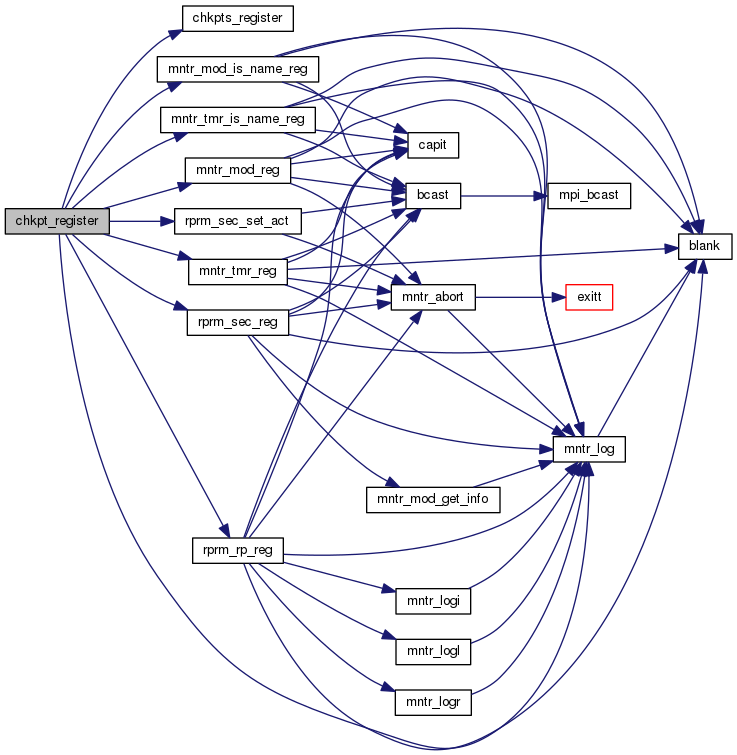 chkpts_register
mntr_mod_is_name_reg
mntr_tmr_is_name_reg
capit
mntr_mod_reg
bcast
mpi_bcast
chkpt_register
rprm_sec_set_act
blank
mntr_tmr_reg
mntr_abort
exitt
rprm_sec_reg
mntr_log
mntr_mod_get_info
rprm_rp_reg
mntr_logi
mntr_logl
mntr_logr